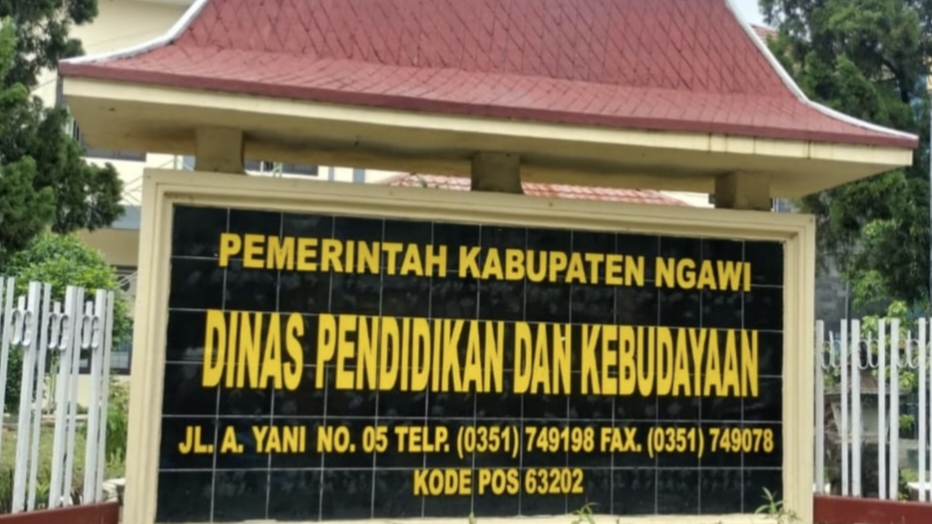 PEMERINTAH KABUPATEN NGAWI
DINAS PENDIDIKAN DAN KEBUDAYAAN
JL. A. YANI NO. 05 TELP. (0351) 749198 FAX. (0351) 749078
KODE POS 63202